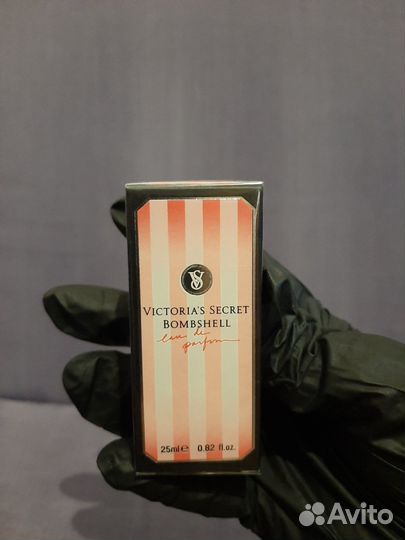 VS
VICTORIA'S SECRET
BOMBSHELL
eau de
parfum
25ml ℮ 0.82 fl.oz.
Avito